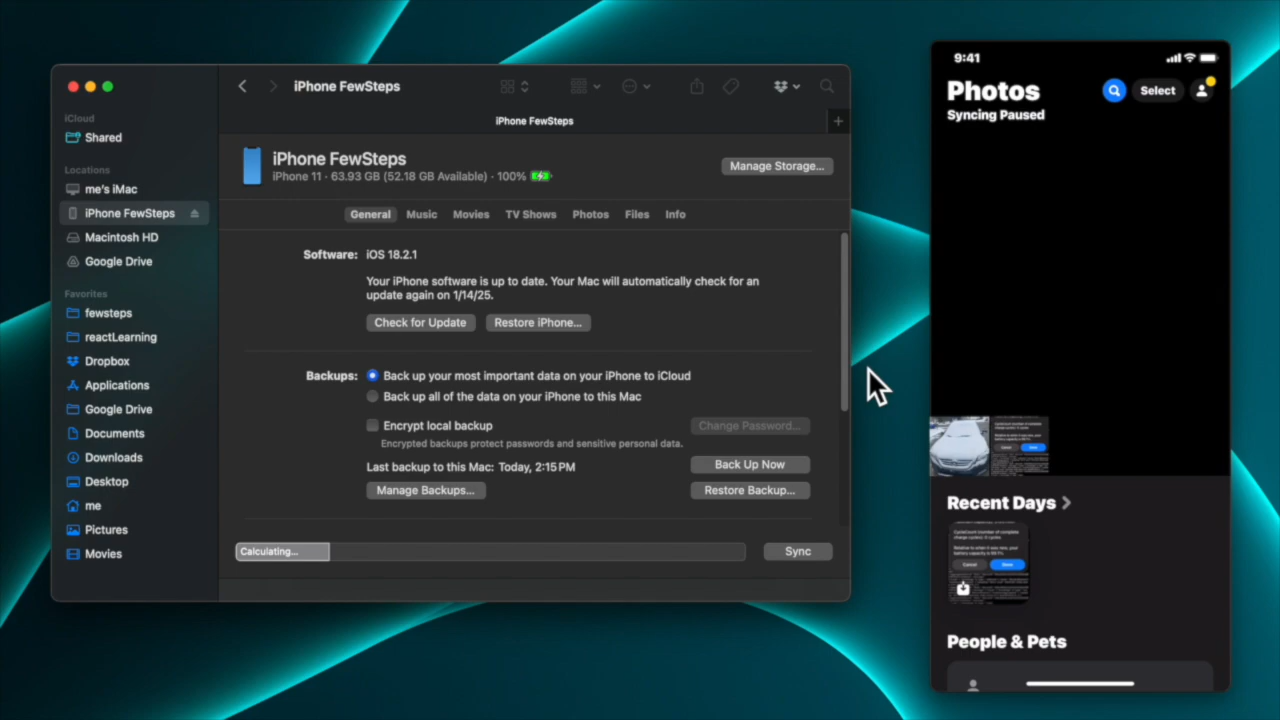 iCloud
Shared
Locations
me's iMac
iPhone FewSteps
Macintosh HD
Google Drive
Favorites
fewsteps
reactLearning
Dropbox
Applications
Google Drive
Documents
Downloads
Desktop
me
Pictures
Movies
iPhone FewSteps
iPhone FewSteps
iPhone FewSteps
iPhone 11 · 63.93 GB (52.18 GB Available) · 100%
Manage Storage...
General Music Movies TV Shows Photos Files Info
Software: iOS 18.2.1
Your iPhone software is up to date. Your Mac will automatically check for an
update again on 1/14/25.
Check for Update Restore iPhone...
Backups: Back up your most important data on your iPhone to iCloud
Back up all of the data on your iPhone to this Mac
Encrypt local backup Change Password...
Encrypted backups protect passwords and sensitive personal data.
Last backup to this Mac: Today, 2:15 PM Back Up Now
Manage Backups... Restore Backup...
Calculating... Sync
9:41
Photos Select
Syncing Paused
Recent Days
Cancel
People & Pets